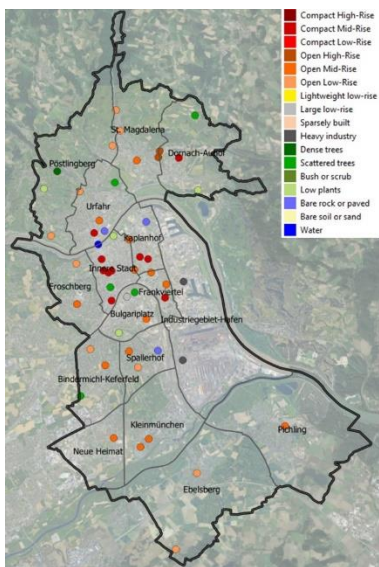 Compact High-Rise
Compact Mid-Rise
Compact Low-Rise
Open High-Rise
Open Mid-Rise
Open Low-Rise
Lightweight low-rise
Large low-rise
Sparsely built
Heavy industry
Dense trees
Scattered trees
Bush or scrub
Low plants
Bare rock or paved
Bare soil or sand
Water
St. Magdalena
Dornach-Auhof
Pöstlingberg
Urfahr
Kaplanhof
Innere Stadt
Froschberg
Frankviertel
Bulgariplatz
Industriegebiet-Hafen
Spallerhof
Bindermichl-Keferfeld
Kleinmünchen
Pichling
Neue Heimat
Ebelsberg